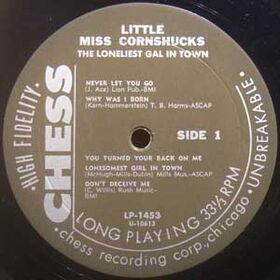 LITTLE
MISS CORNSHUCKS
THE LONELIEST GAL IN TOWN
NEVER LET YOU GO
(J. Ace) Lion Pub.-BMI
WHY WAS I BORN
(Kern-Hammerstein) T. B. Harms-ASCAP
SIDE 1
HIGH FIDELITY
CHESS
UNBREAKABLE
YOU TURNED YOUR BACK ON ME
LONESOMEST GIRL IN TOWN
(McHugh-Mills-Dubin) Mills Mus.-ASCAP
DON'T DECEIVE ME
(C. Willis) Rush Music-
BMI
LP-1453
U-10613
LONG PLAYING 33⅓ RPM
chess recording corp., chicago